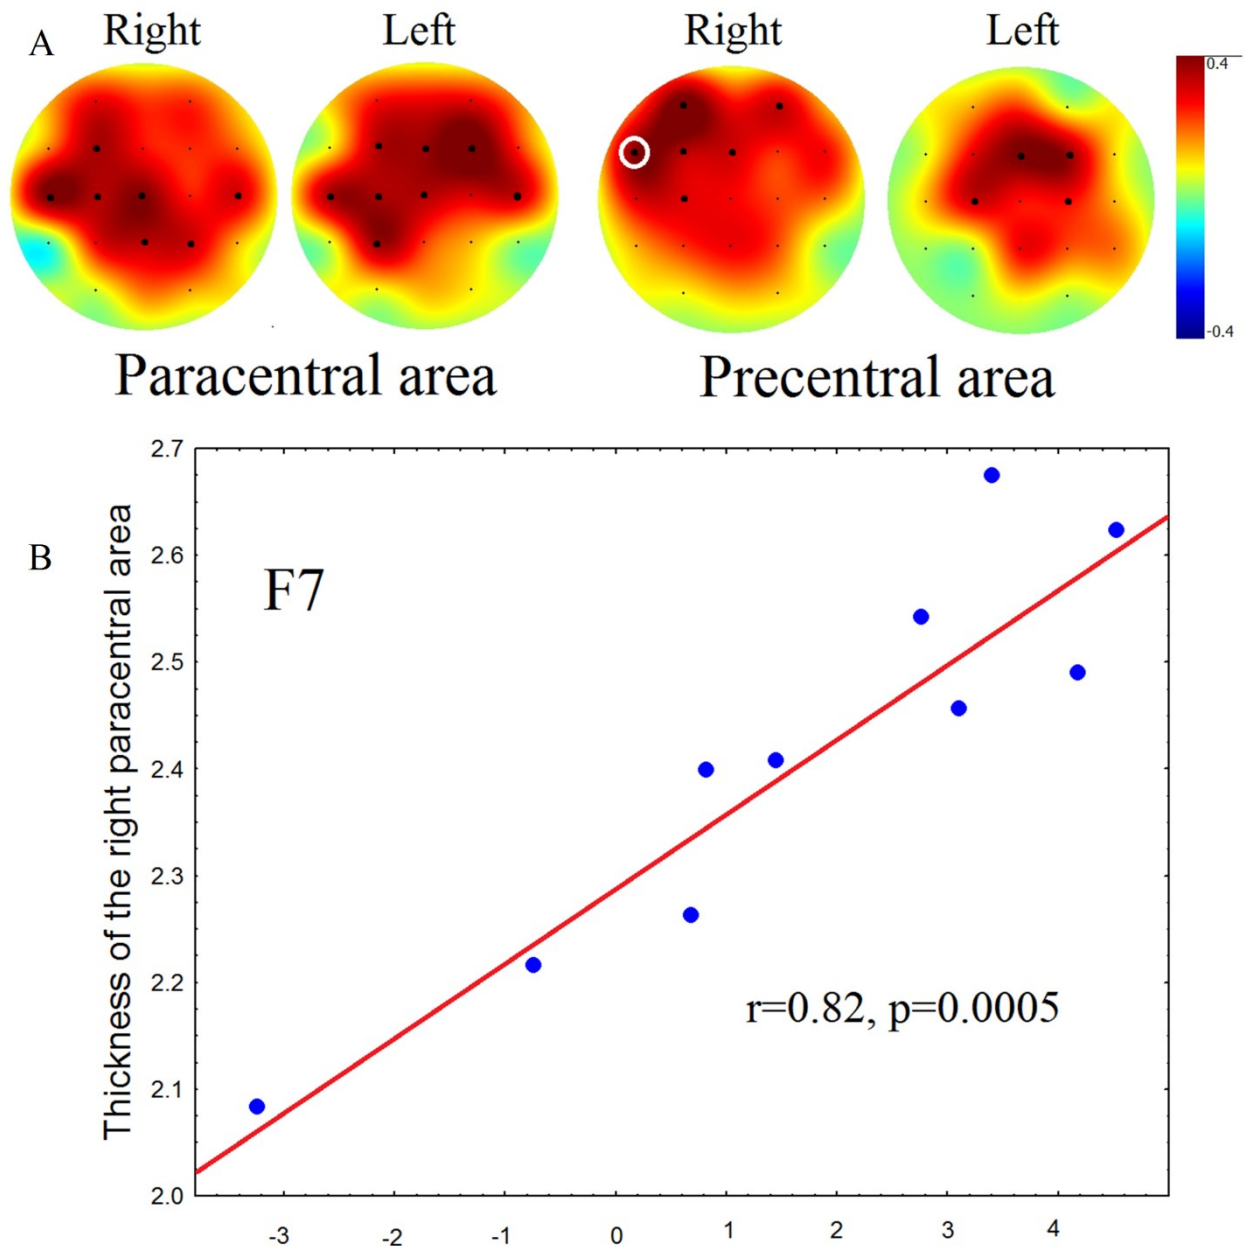 A
Right
Left
Right
Left
0.4
-0.4
Paracentral area
Precentral area
B
Thickness of the right paracentral area
2.7
2.6
2.5
2.4
2.3
2.2
2.1
2.0
F7
r=0.82, p=0.0005
-3
-2
-1
0
1
2
3
4